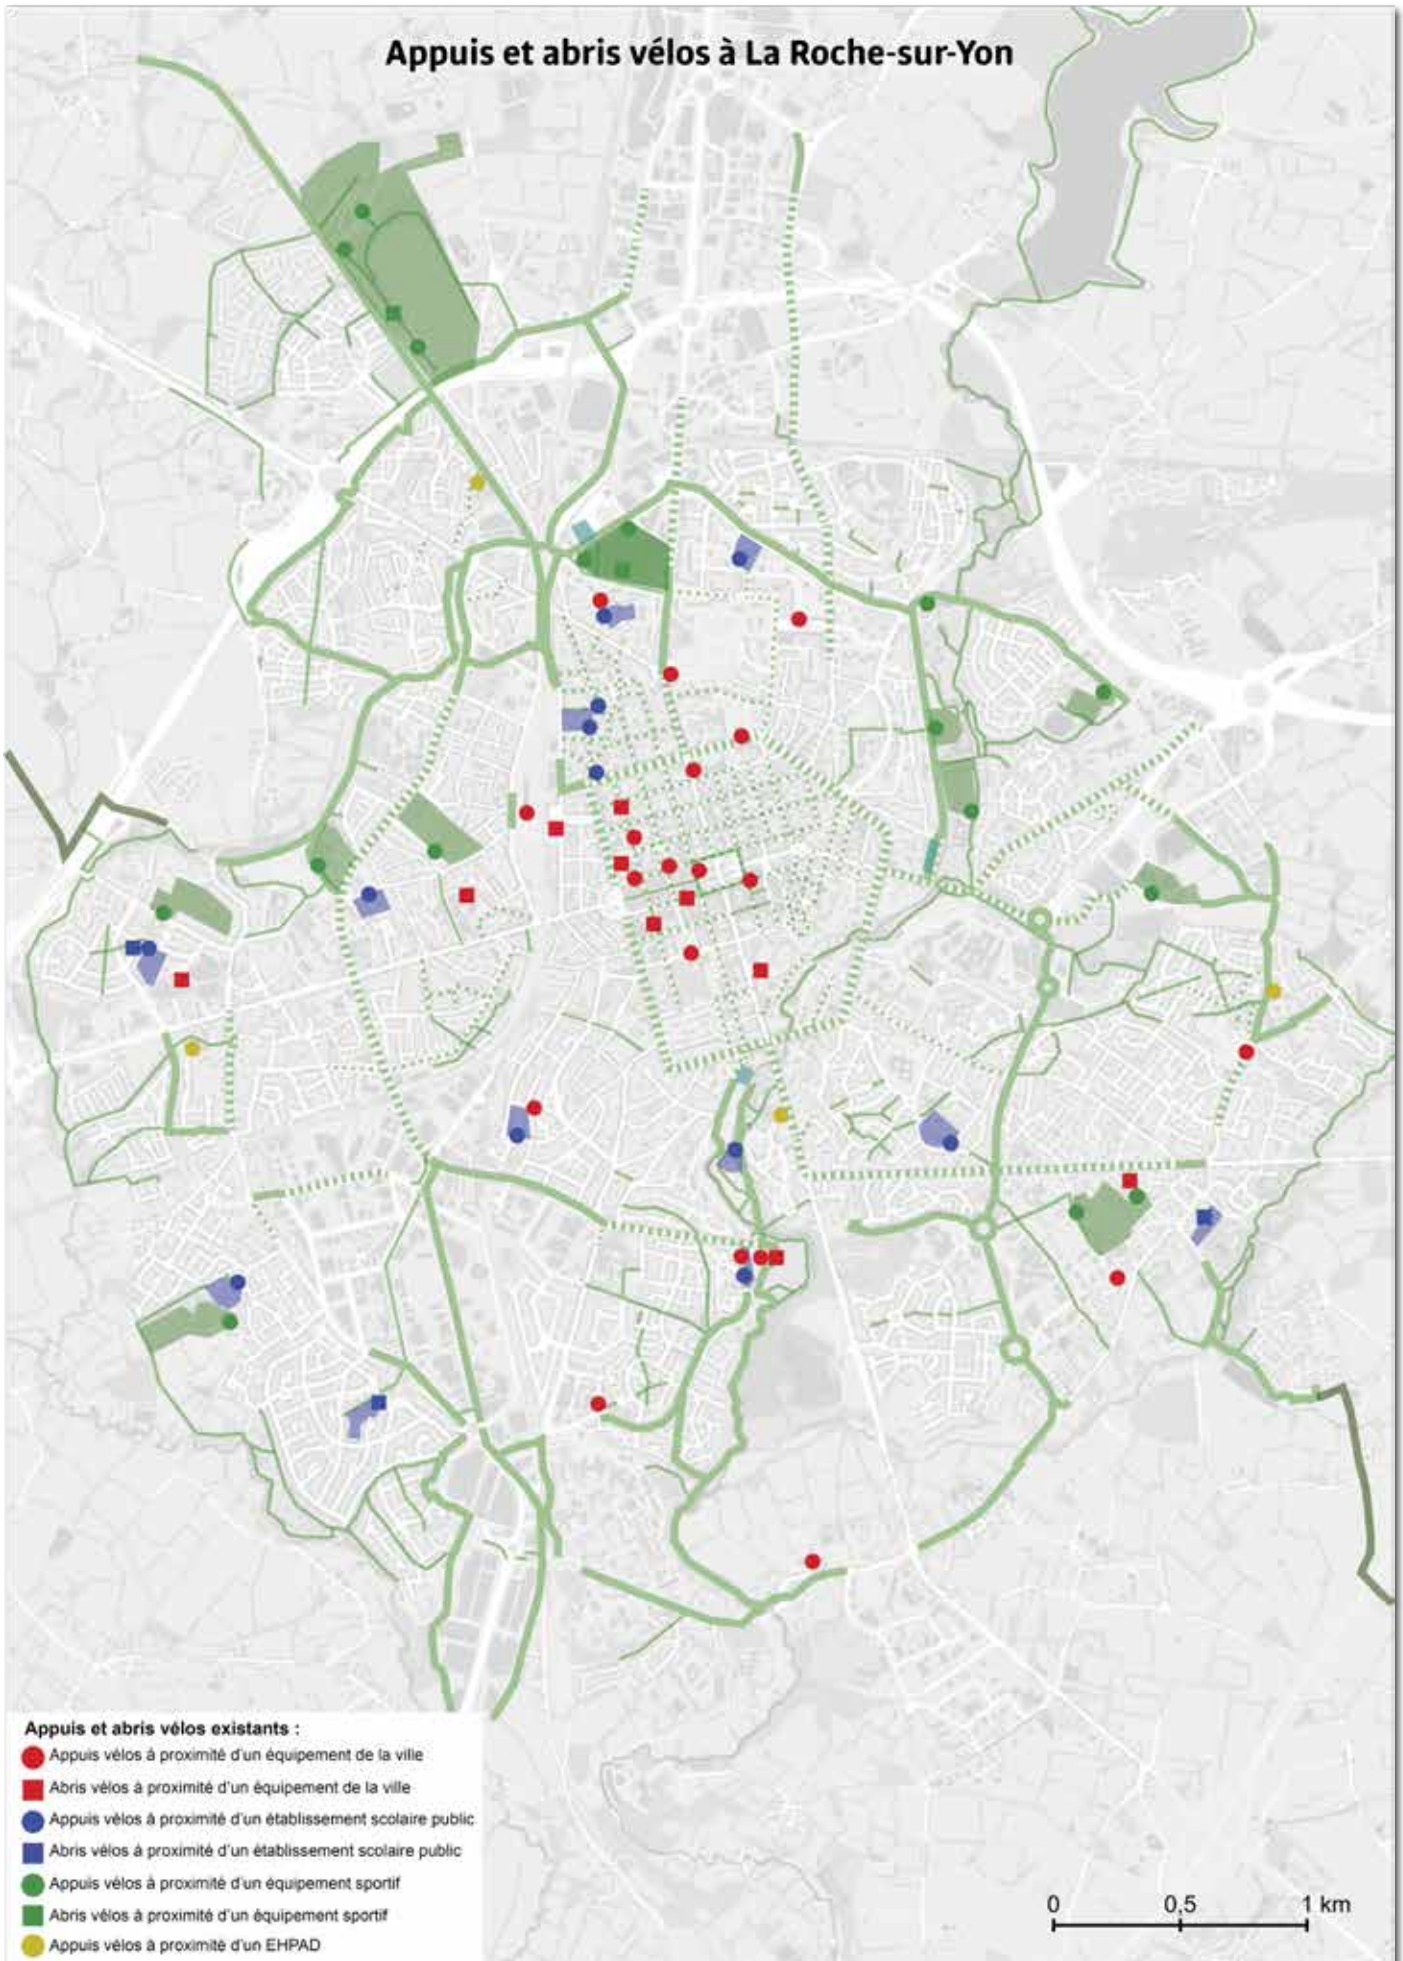 Appuis et abris vélos à La Roche-sur-Yon
Appuis et abris vélos existants :
Appuis vélos à proximité d'un équipement de la ville
Abris vélos à proximité d'un équipement de la ville
Appuis vélos à proximité d'un établissement scolaire public
Abris vélos à proximité d'un établissement scolaire public
Appuis vélos à proximité d'un équipement sportif
Abris vélos à proximité d'un équipement sportif
Appuis vélos à proximité d'un EHPAD
0 0,5 1 km